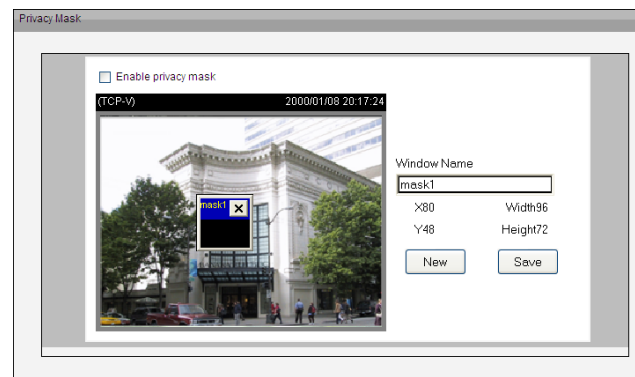 Privacy Mask
Enable privacy mask
(TCP-V) 2000/01/08 20:17:24
mask1
Window Name
mask1
X80 Width96
Y48 Height72
New Save